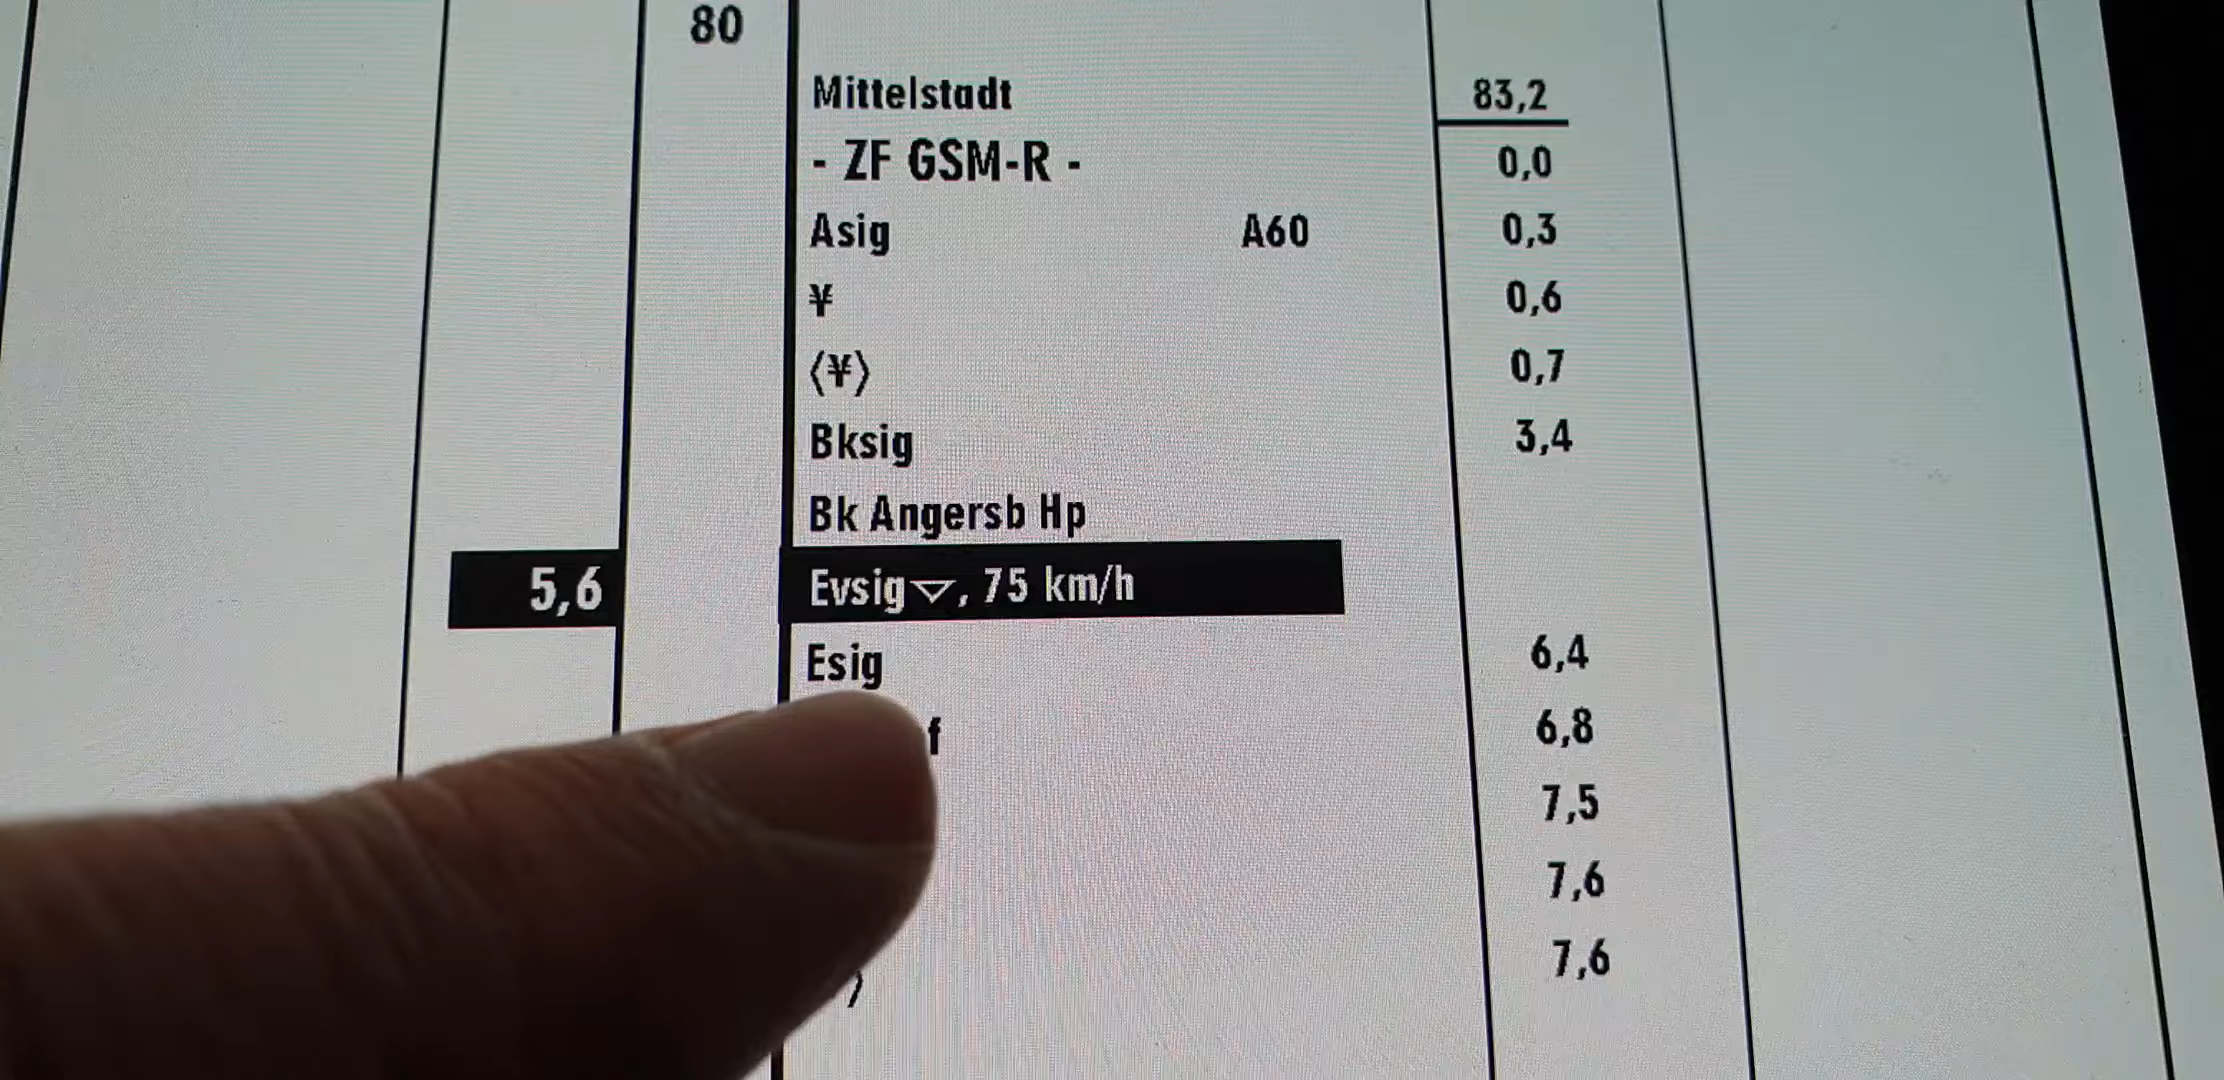 80
Mittelstadt 83,2
- ZF GSM-R - 0,0
Asig A60 0,3
¥ 0,6
⟨¥⟩ 0,7
Bksig 3,4
Bk Angersb Hp
5,6 Evsig▽, 75 km/h
Esig 6,4
f 6,8
7,5
7,6
⟩ 7,6